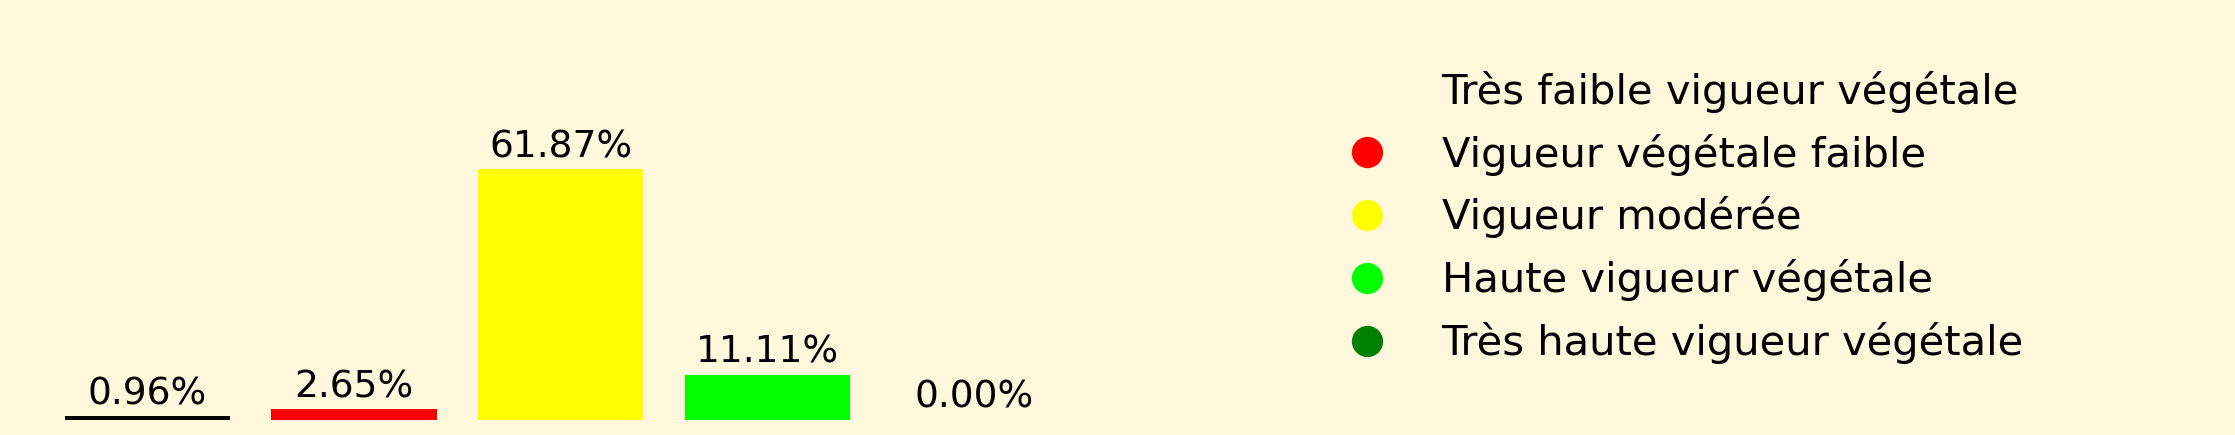 0.96%
2.65%
61.87%
11.11%
0.00%
Très faible vigueur végétale
Vigueur végétale faible
Vigueur modérée
Haute vigueur végétale
Très haute vigueur végétale